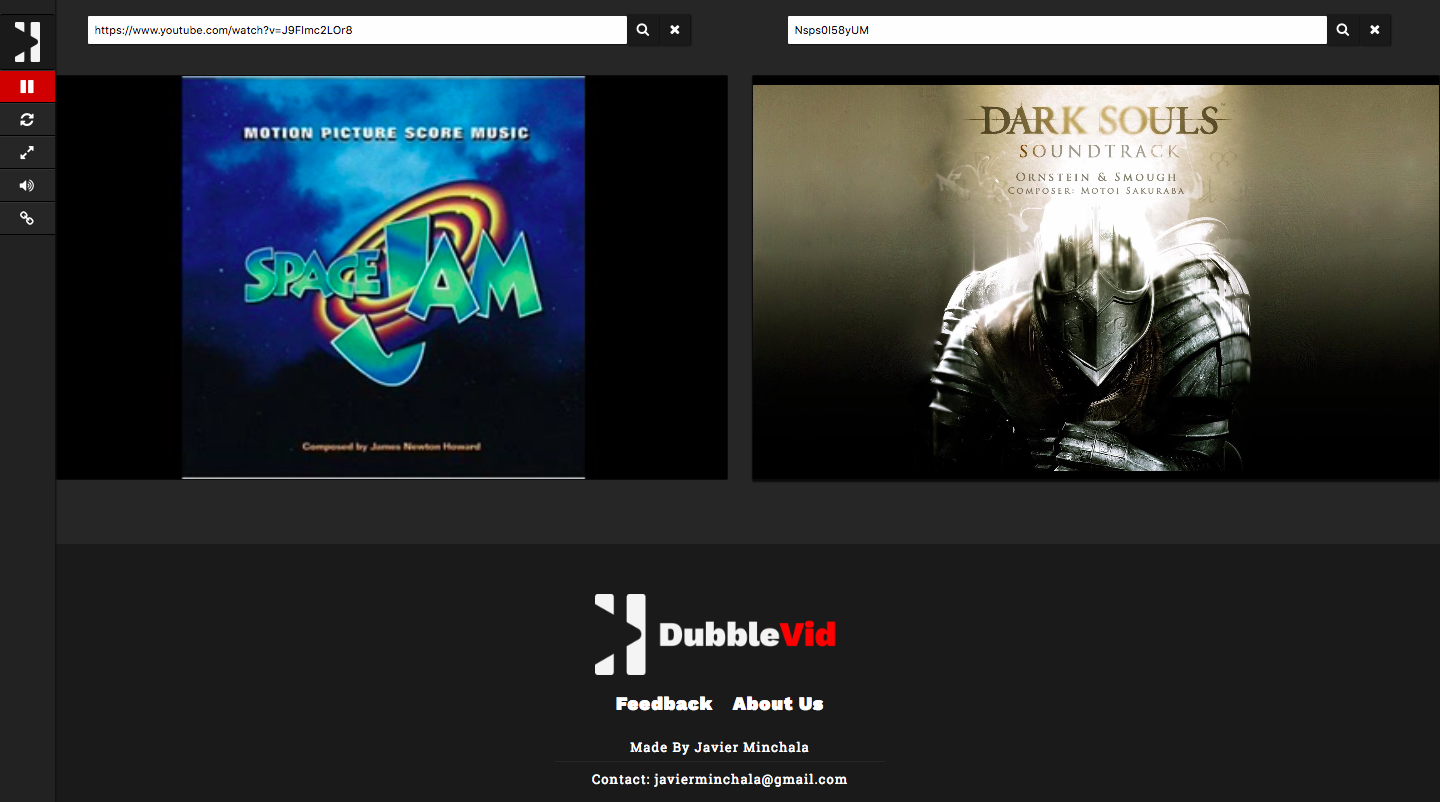 https://www.youtube.com/watch?v=J9FImc2LOr8
Nsps0I58yUM
MOTION PICTURE SCORE MUSIC
SPACE JAM
Composed by James Newton Howard
DARK SOULS™
SOUNDTRACK
ORNSTEIN & SMOUGH
COMPOSER: MOTOI SAKURABA
DubbleVid
Feedback About Us
Made By Javier Minchala
Contact: javierminchala@gmail.com